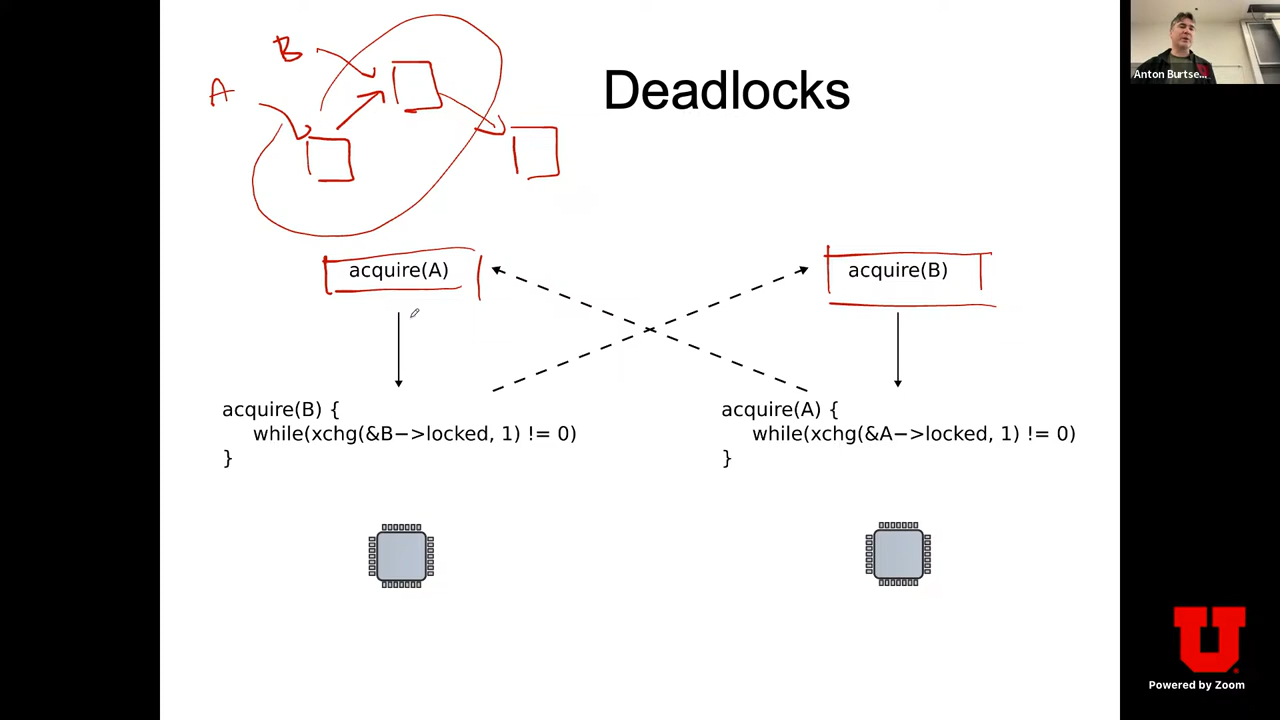 B
A
Deadlocks
Anton Burtse...
acquire(A)
acquire(B)
acquire(B) {
while(xchg(&B−>locked, 1) != 0)
}
acquire(A) {
while(xchg(&A−>locked, 1) != 0)
}
U
Powered by Zoom